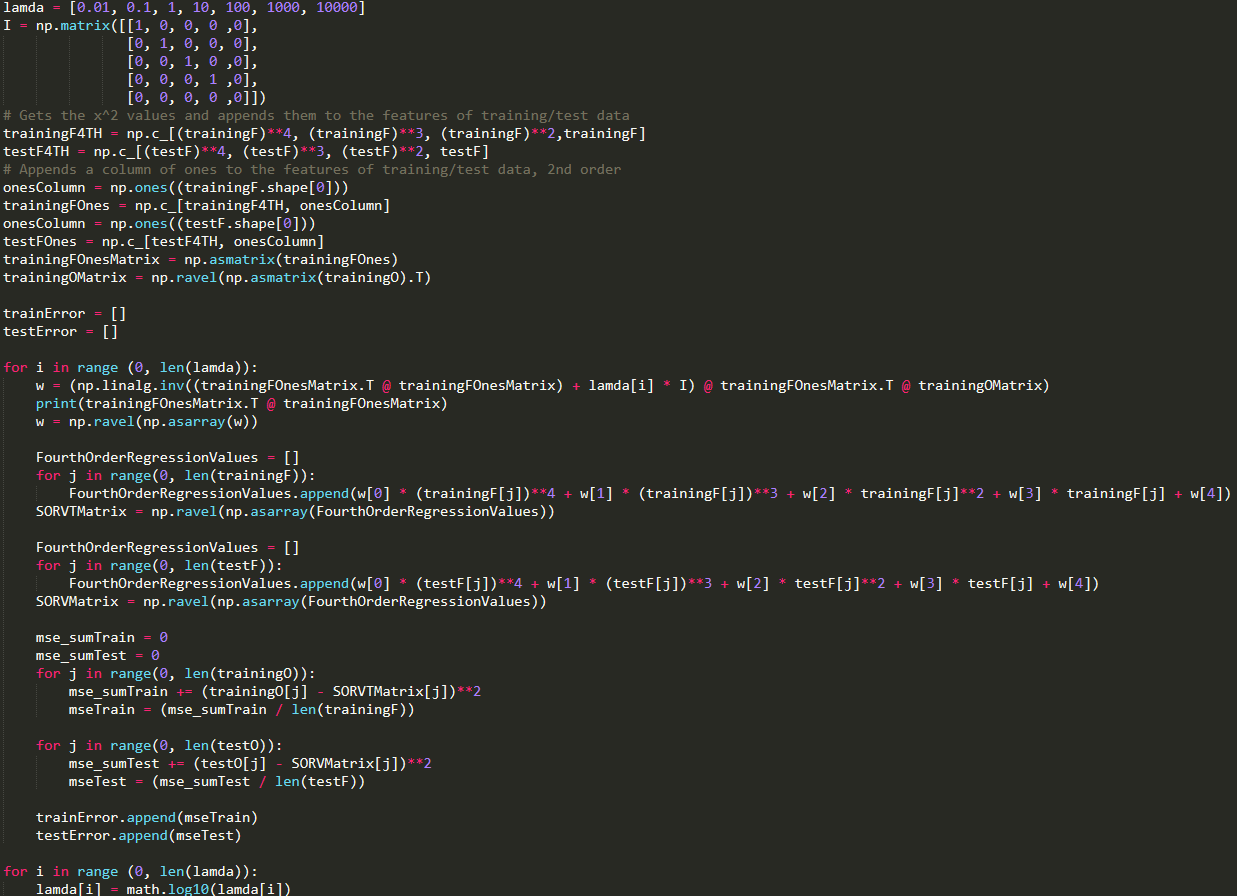 lamda = [0.01, 0.1, 1, 10, 100, 1000, 10000]
I = np.matrix([[1, 0, 0, 0 ,0],
               [0, 1, 0, 0, 0],
               [0, 0, 1, 0 ,0],
               [0, 0, 0, 1 ,0],
               [0, 0, 0, 0 ,0]])
# Gets the x^2 values and appends them to the features of training/test data
trainingF4TH = np.c_[(trainingF)**4, (trainingF)**3, (trainingF)**2,trainingF]
testF4TH = np.c_[(testF)**4, (testF)**3, (testF)**2, testF]
# Appends a column of ones to the features of training/test data, 2nd order
onesColumn = np.ones((trainingF.shape[0]))
trainingFOnes = np.c_[trainingF4TH, onesColumn]
onesColumn = np.ones((testF.shape[0]))
testFOnes = np.c_[testF4TH, onesColumn]
trainingFOnesMatrix = np.asmatrix(trainingFOnes)
trainingOMatrix = np.ravel(np.asmatrix(trainingO).T)

trainError = []
testError = []

for i in range (0, len(lamda)):
    w = (np.linalg.inv((trainingFOnesMatrix.T @ trainingFOnesMatrix) + lamda[i] * I) @ trainingFOnesMatrix.T @ trainingOMatrix)
    print(trainingFOnesMatrix.T @ trainingFOnesMatrix)
    w = np.ravel(np.asarray(w))

    FourthOrderRegressionValues = []
    for j in range(0, len(trainingF)):
        FourthOrderRegressionValues.append(w[0] * (trainingF[j])**4 + w[1] * (trainingF[j])**3 + w[2] * trainingF[j]**2 + w[3] * trainingF[j] + w[4])
    SORVTMatrix = np.ravel(np.asarray(FourthOrderRegressionValues))

    FourthOrderRegressionValues = []
    for j in range(0, len(testF)):
        FourthOrderRegressionValues.append(w[0] * (testF[j])**4 + w[1] * (testF[j])**3 + w[2] * testF[j]**2 + w[3] * testF[j] + w[4])
    SORVMatrix = np.ravel(np.asarray(FourthOrderRegressionValues))

    mse_sumTrain = 0
    mse_sumTest = 0
    for j in range(0, len(trainingO)):
        mse_sumTrain += (trainingO[j] - SORVTMatrix[j])**2
        mseTrain = (mse_sumTrain / len(trainingF))

    for j in range(0, len(testO)):
        mse_sumTest += (testO[j] - SORVMatrix[j])**2
        mseTest = (mse_sumTest / len(testF))

    trainError.append(mseTrain)
    testError.append(mseTest)

for i in range (0, len(lamda)):
    lamda[i] = math.log10(lamda[i])